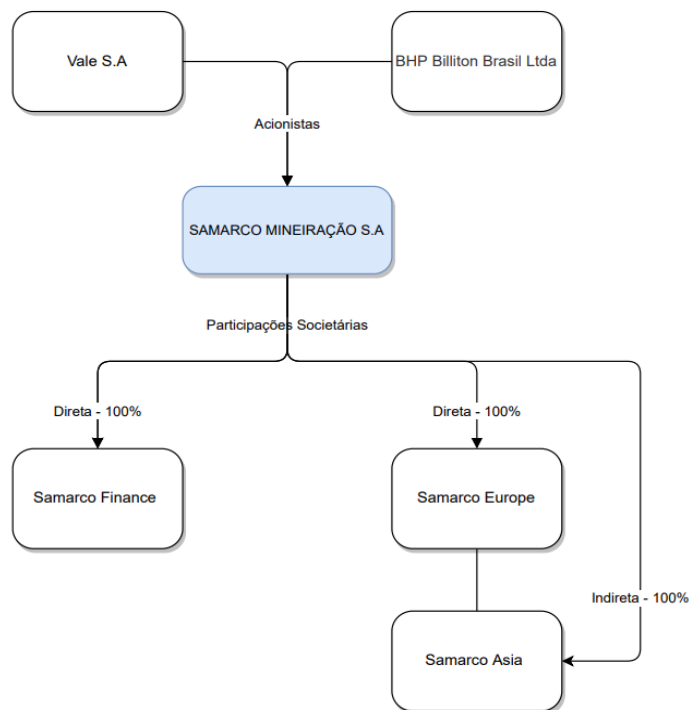 Vale S.A
BHP Billiton Brasil Ltda
Acionistas
SAMARCO MINEIRAÇÃO S.A
Participações Societárias
Direta - 100%
Direta - 100%
Samarco Finance
Samarco Europe
Indireta - 100%
Samarco Asia